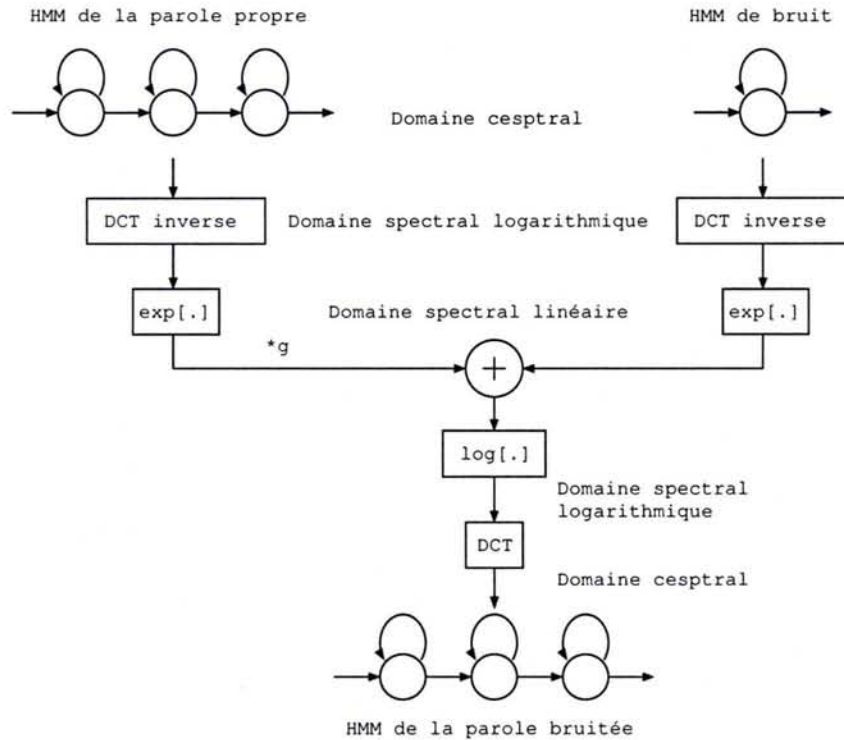 HMM de la parole propre
HMM de bruit
Domaine cesptral
DCT inverse
Domaine spectral logarithmique
DCT inverse
exp[.]
Domaine spectral linéaire
exp[.]
*g
+
log[.]
Domaine spectral
logarithmique
DCT
Domaine cesptral
HMM de la parole bruitée